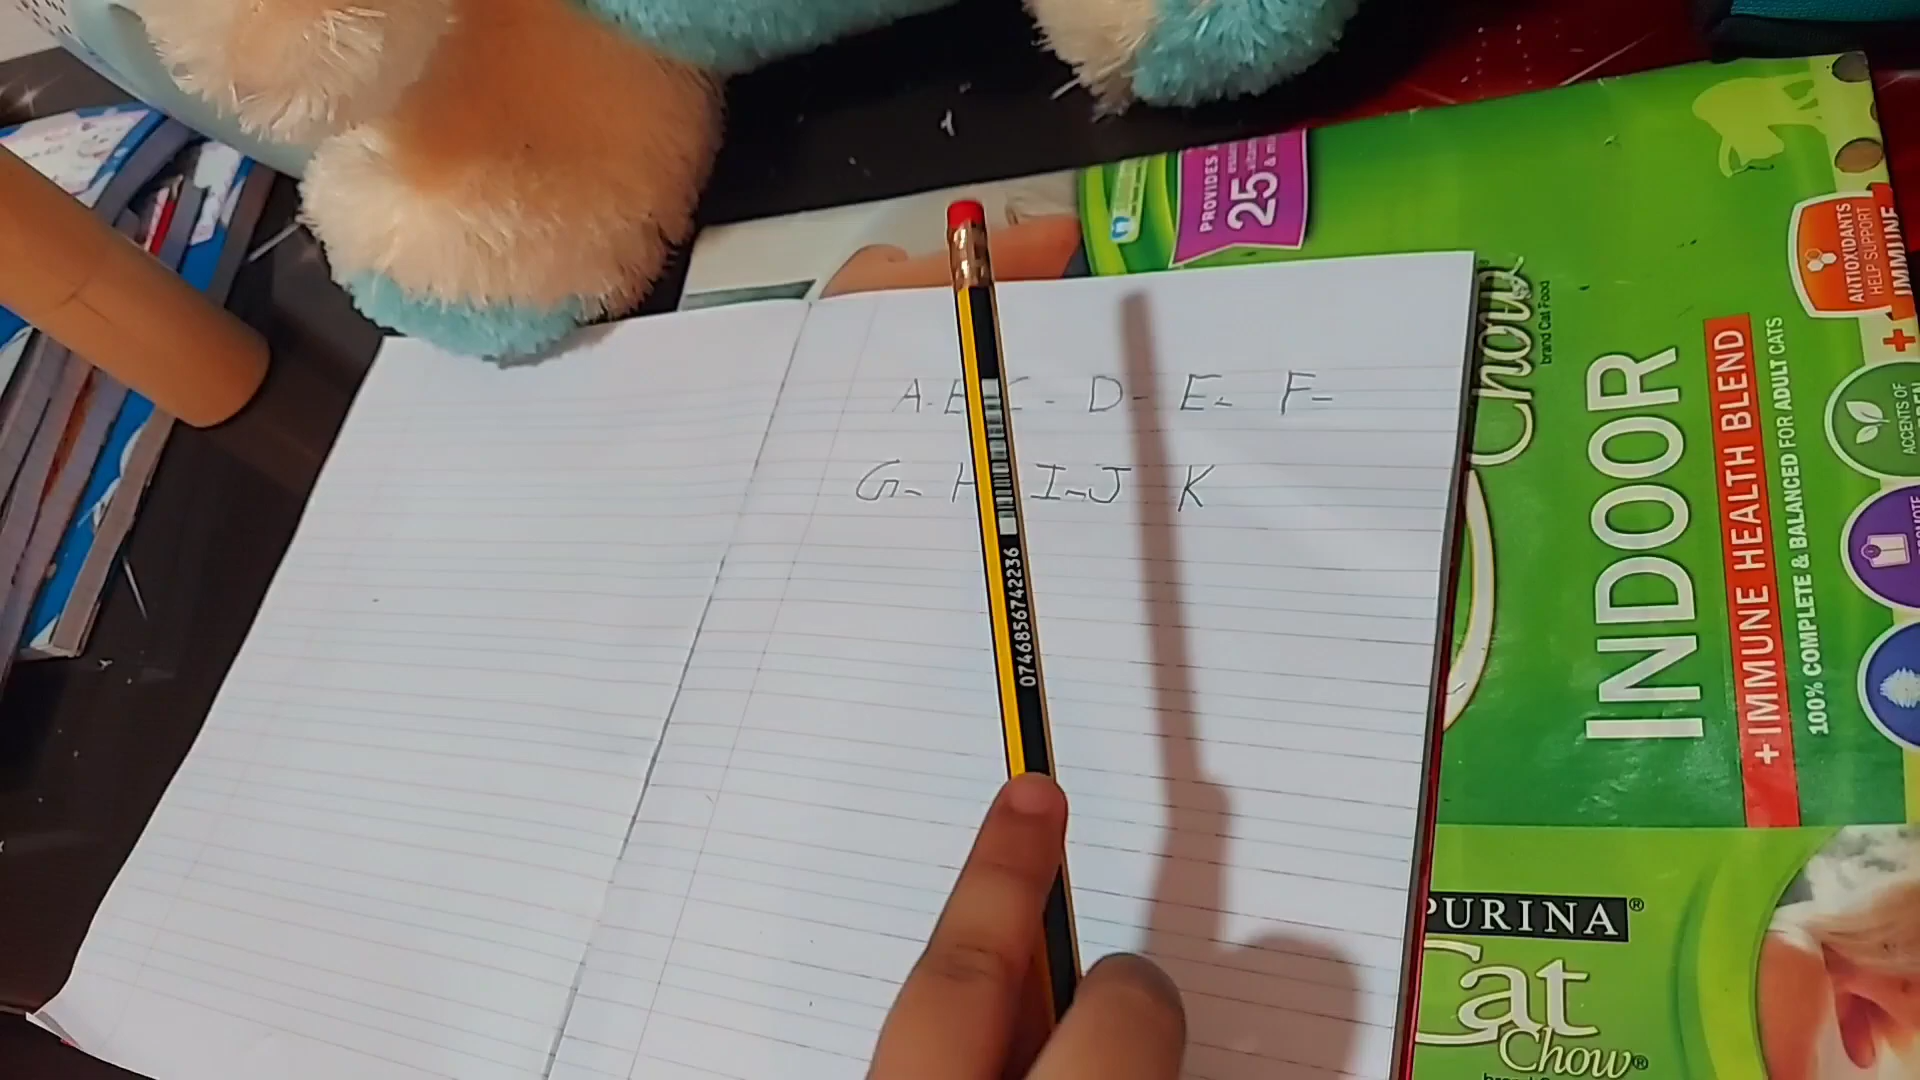 A- B C - D - E- F-
G- H I-J K
0746856742236
PROVIDES
25
Chow
brand Cat Food
INDOOR
+ IMMUNE HEALTH BLEND
100% COMPLETE & BALANCED FOR ADULT CATS
ANTIOXIDANTS
HELP SUPPORT
IMMUNE
+
ACCENTS OF
PURINA®
Cat
Chow®